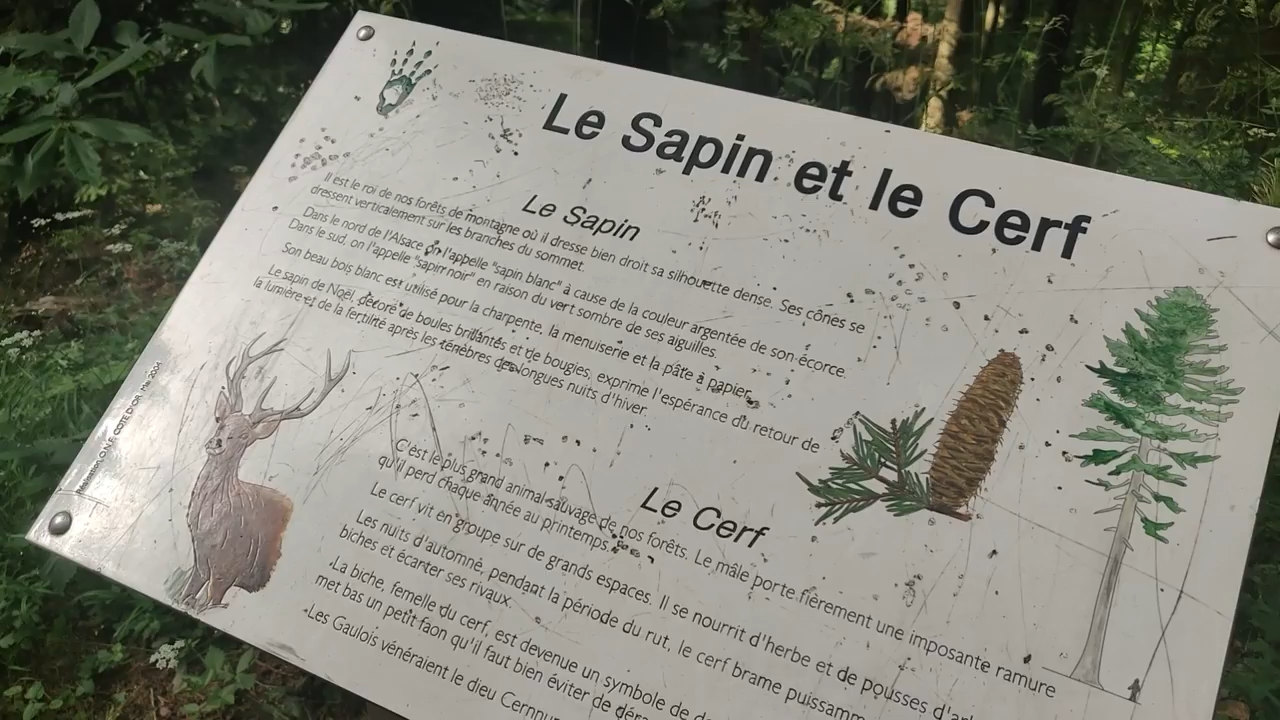 Le Sapin et le Cerf
Le Sapin
Il est le roi de nos forêts de montagne où il dresse bien droit sa silhouette dense. Ses cônes se
dressent verticalement sur les branches du sommet.
Dans le nord de l'Alsace on l'appelle "sapin blanc" à cause de la couleur argentée de son écorce.
Dans le sud, on l'appelle "sapin noir" en raison du vert sombre de ses aiguilles.
Son beau bois blanc est utilisé pour la charpente, la menuiserie et la pâte à papier.
Le sapin de Noël, décoré de boules brillantes et de bougies, exprime l'espérance du retour de
la lumière et de la fertilité après les ténèbres des longues nuits d'hiver.
Le Cerf
C'est le plus grand animal sauvage de nos forêts. Le mâle porte fièrement une imposante ramure
qu'il perd chaque année au printemps.
Le cerf vit en groupe sur de grands espaces. Il se nourrit d'herbe et de pousses
Les nuits d'automne, pendant la période du rut, le cerf brame
biches et écarter ses rivaux.
La biche, femelle du cerf, est devenue un symbole de
met bas un petit faon qu'il faut bien éviter de
Les Gaulois vénéraient le dieu
Réalisation O.N.F. COTE D'OR Mai 2004